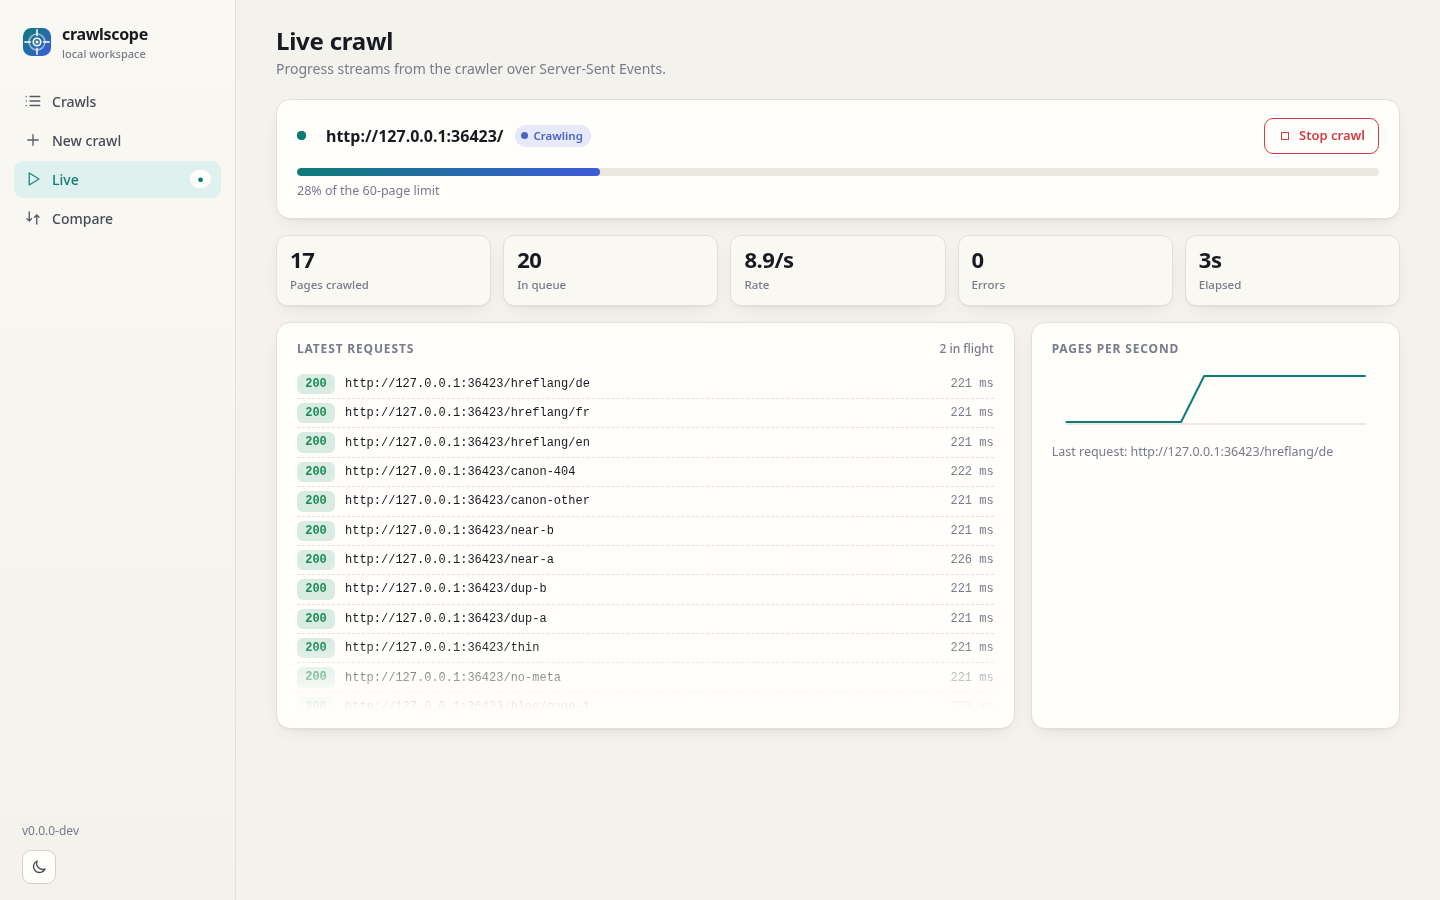 crawlscope
local workspace
Crawls
New crawl
Live
Compare
v0.0.0-dev
Live crawl
Progress streams from the crawler over Server-Sent Events.
http://127.0.0.1:36423/ Crawling Stop crawl
28% of the 60-page limit
17
Pages crawled
20
In queue
8.9/s
Rate
0
Errors
3s
Elapsed
LATEST REQUESTS 2 in flight
200 http://127.0.0.1:36423/hreflang/de 221 ms
200 http://127.0.0.1:36423/hreflang/fr 221 ms
200 http://127.0.0.1:36423/hreflang/en 221 ms
200 http://127.0.0.1:36423/canon-404 222 ms
200 http://127.0.0.1:36423/canon-other 221 ms
200 http://127.0.0.1:36423/near-b 221 ms
200 http://127.0.0.1:36423/near-a 226 ms
200 http://127.0.0.1:36423/dup-b 221 ms
200 http://127.0.0.1:36423/dup-a 221 ms
200 http://127.0.0.1:36423/thin 221 ms
200 http://127.0.0.1:36423/no-meta 221 ms
PAGES PER SECOND
Last request: http://127.0.0.1:36423/hreflang/de